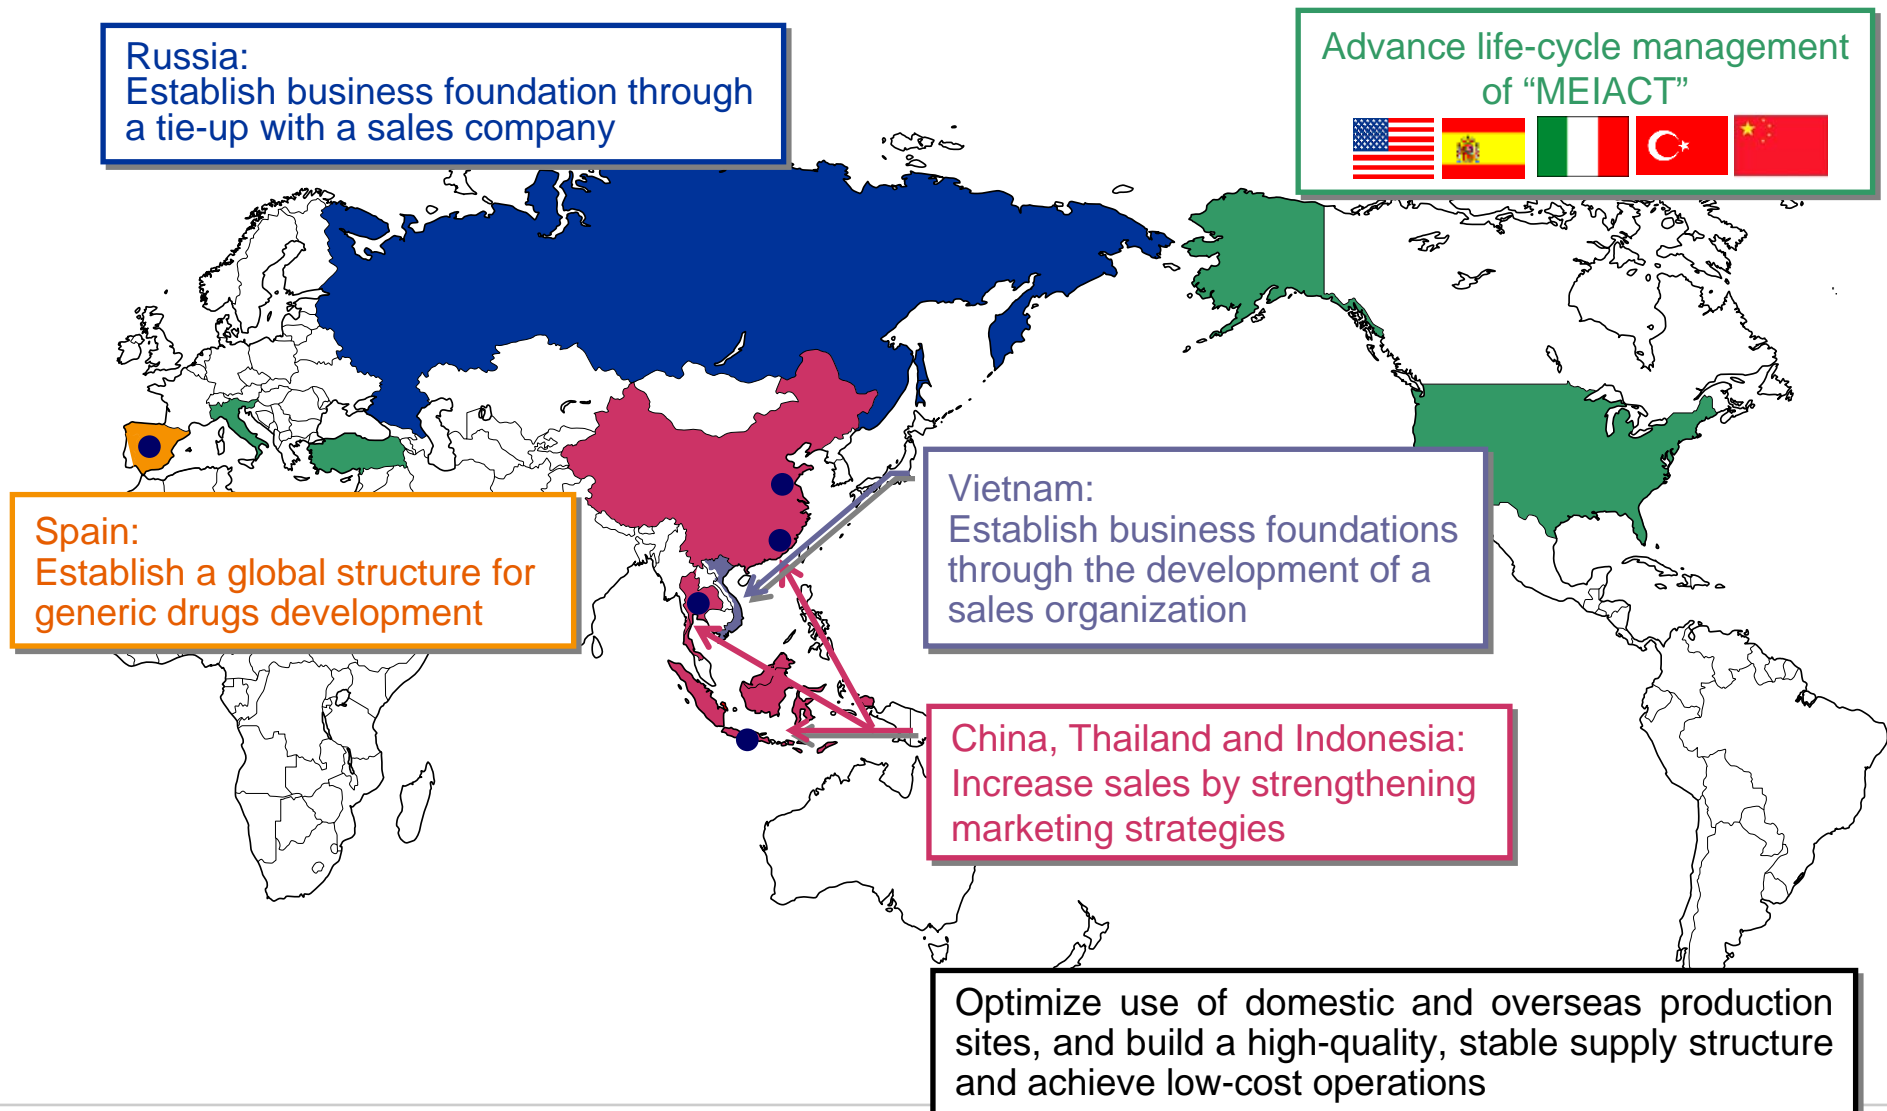 Russia:
Establish business foundation through
a tie-up with a sales company
Advance life-cycle management
of “MEIACT”
Spain:
Establish a global structure for
generic drugs development
Vietnam:
Establish business foundations
through the development of a
sales organization
China, Thailand and Indonesia:
Increase sales by strengthening
marketing strategies
Optimize use of domestic and overseas production
sites, and build a high-quality, stable supply structure
and achieve low-cost operations